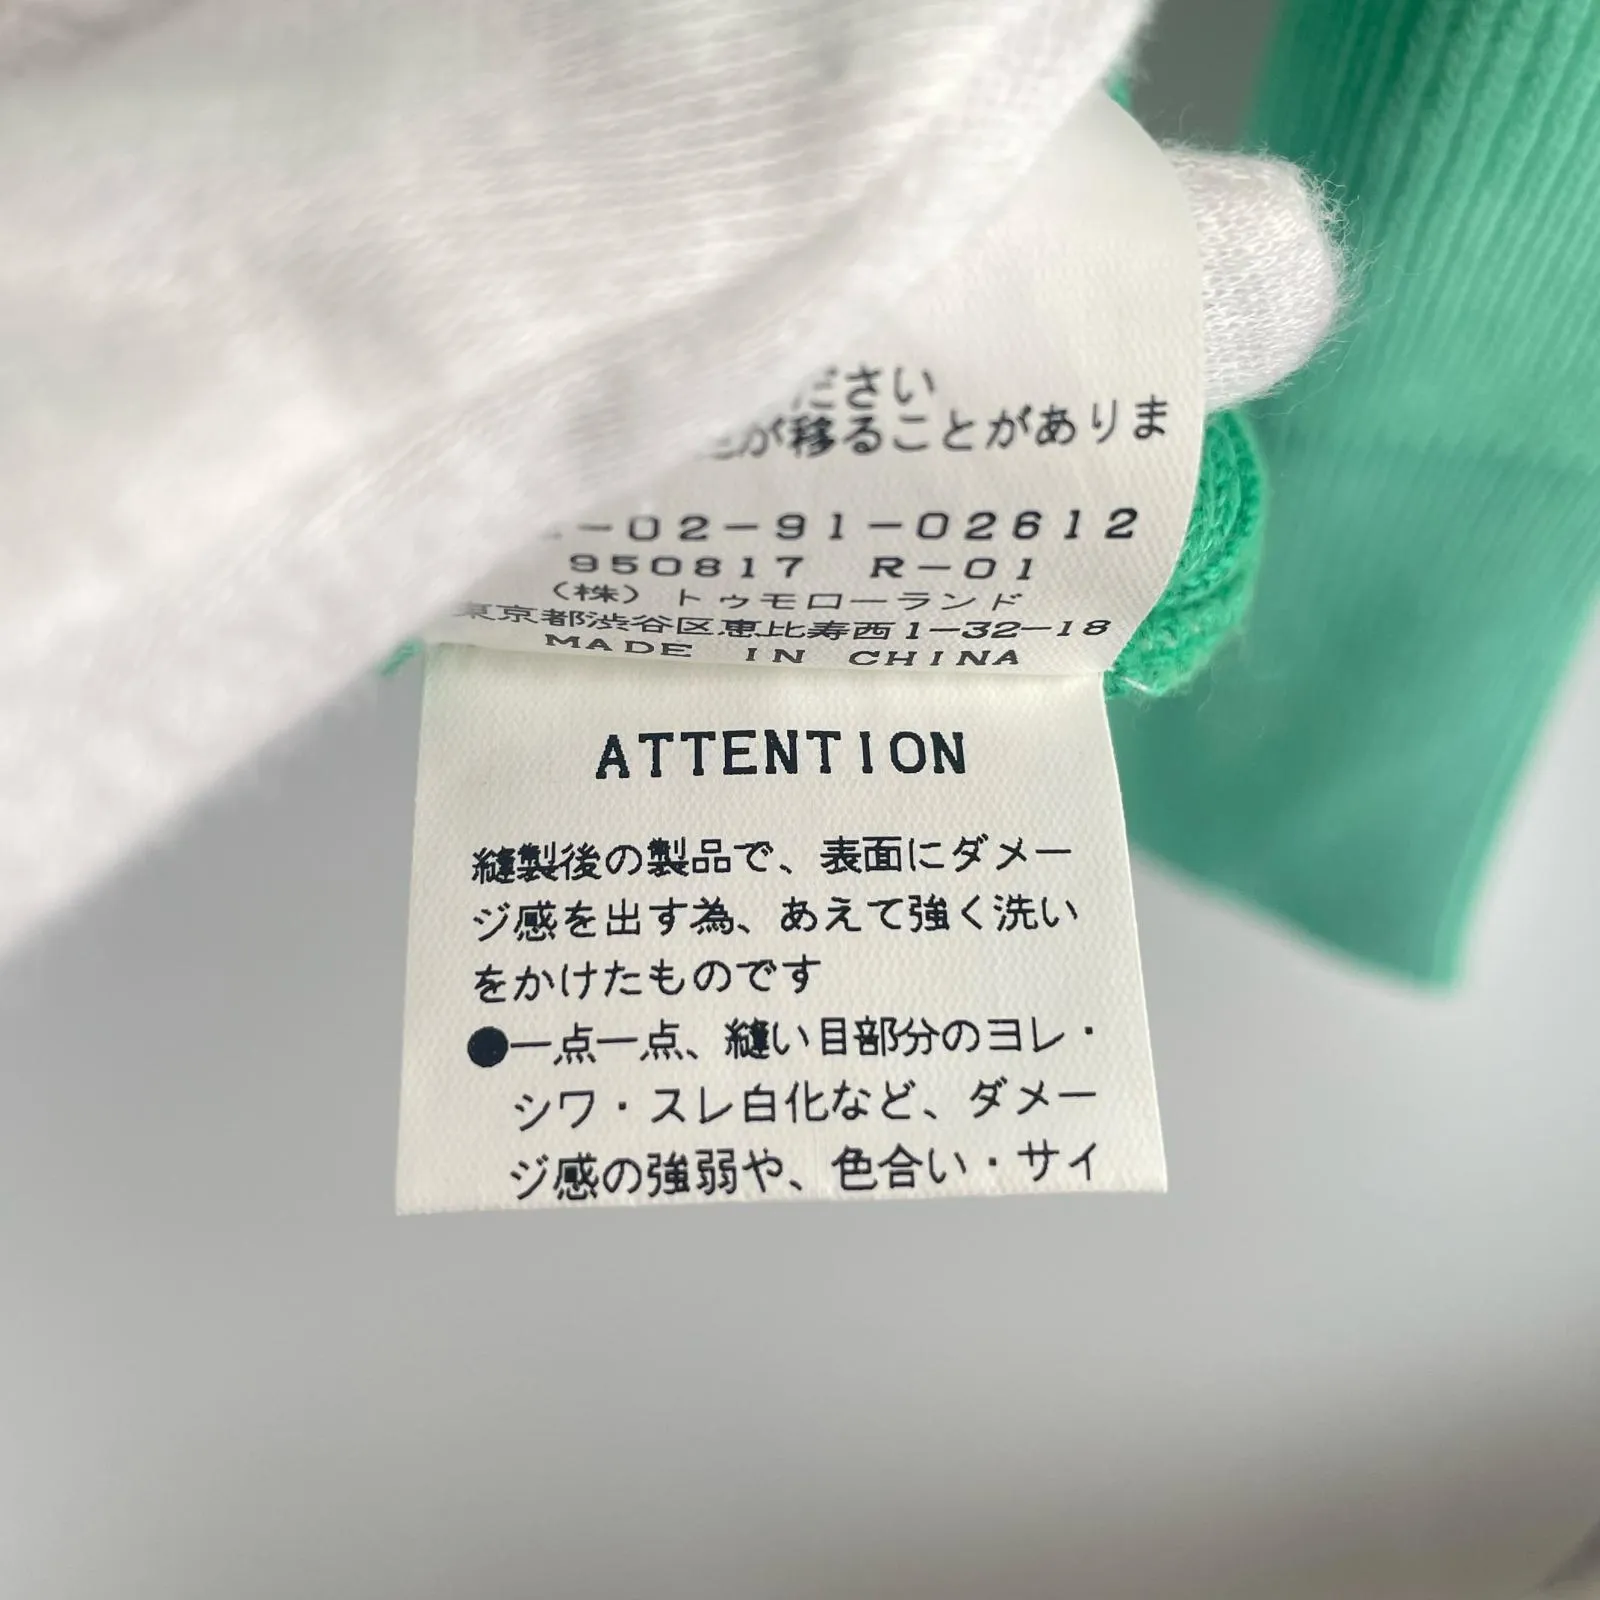 ださい
が移ることがありま
-02-91-02612
950817 R-01
(株)トゥモローランド
東京都渋谷区恵比寿西1-32-18
MADE IN CHINA
ATTENTION
縫製後の製品で、表面にダメー
ジ感を出す為、あえて強く洗い
をかけたものです
●一点一点、縫い目部分のヨレ・
シワ・スレ白化など、ダメー
ジ感の強弱や、色合い・サイ